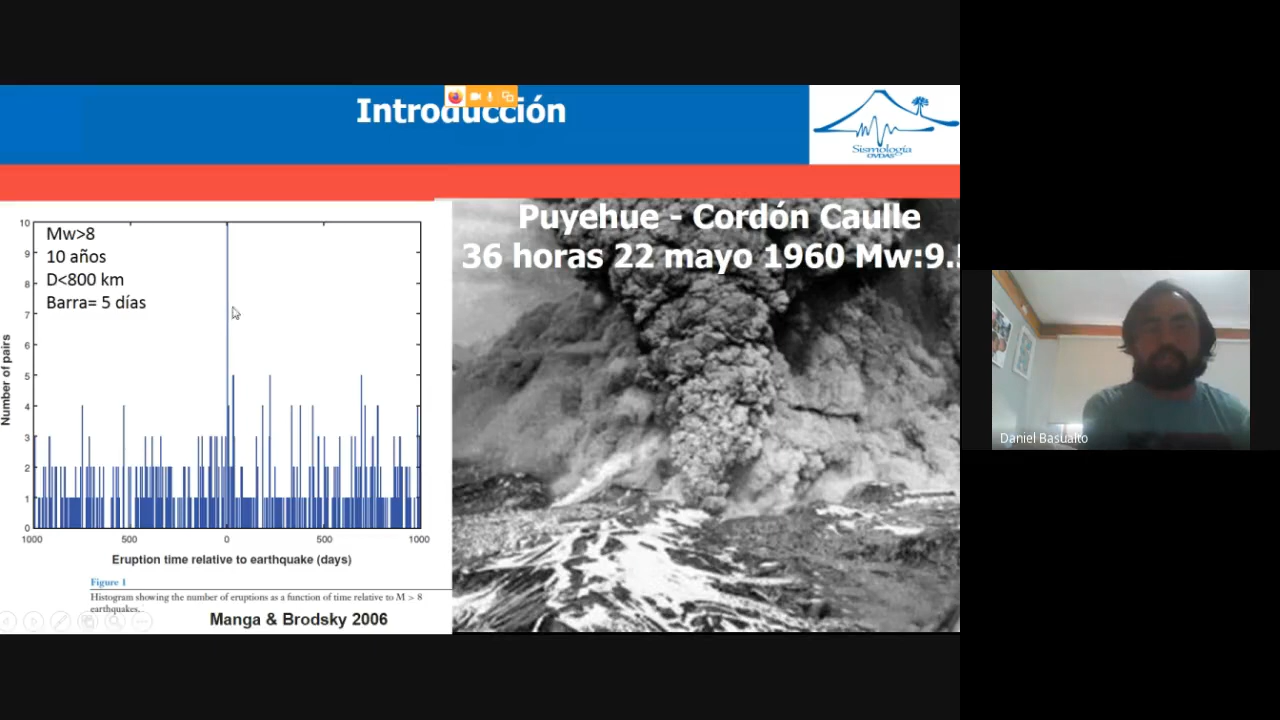 Introducción
Sismología
OVDAS
Puyehue - Cordón Caulle
36 horas 22 mayo 1960 Mw:9.5
Mw>8
10 años
D<800 km
Barra= 5 días
10
9
8
7
6
5
4
3
2
1
0
Number of pairs
1000 500 0 500 1000
Eruption time relative to earthquake (days)
Figure 1
Histogram showing the number of eruptions as a function of time relative to M > 8
earthquakes.
Manga & Brodsky 2006
Daniel Basualto